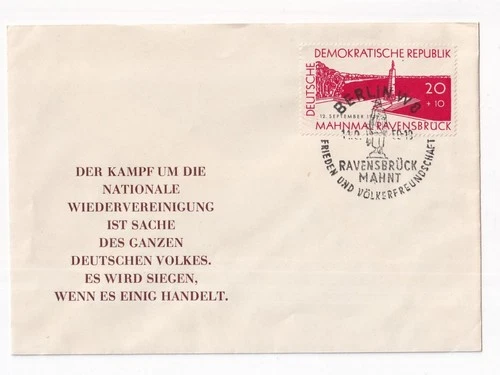 DEUTSCHE
DEMOKRATISCHE REPUBLIK
20
+10
12. SEPTEMBER
MAHNMAL RAVENSBRÜCK
BERLIN W8
RAVENSBRÜCK
MAHNT
FRIEDEN UND VÖLKERFREUNDSCHAFT
DER KAMPF UM DIE
NATIONALE
WIEDERVEREINIGUNG
IST SACHE
DES GANZEN
DEUTSCHEN VOLKES.
ES WIRD SIEGEN,
WENN ES EINIG HANDELT.